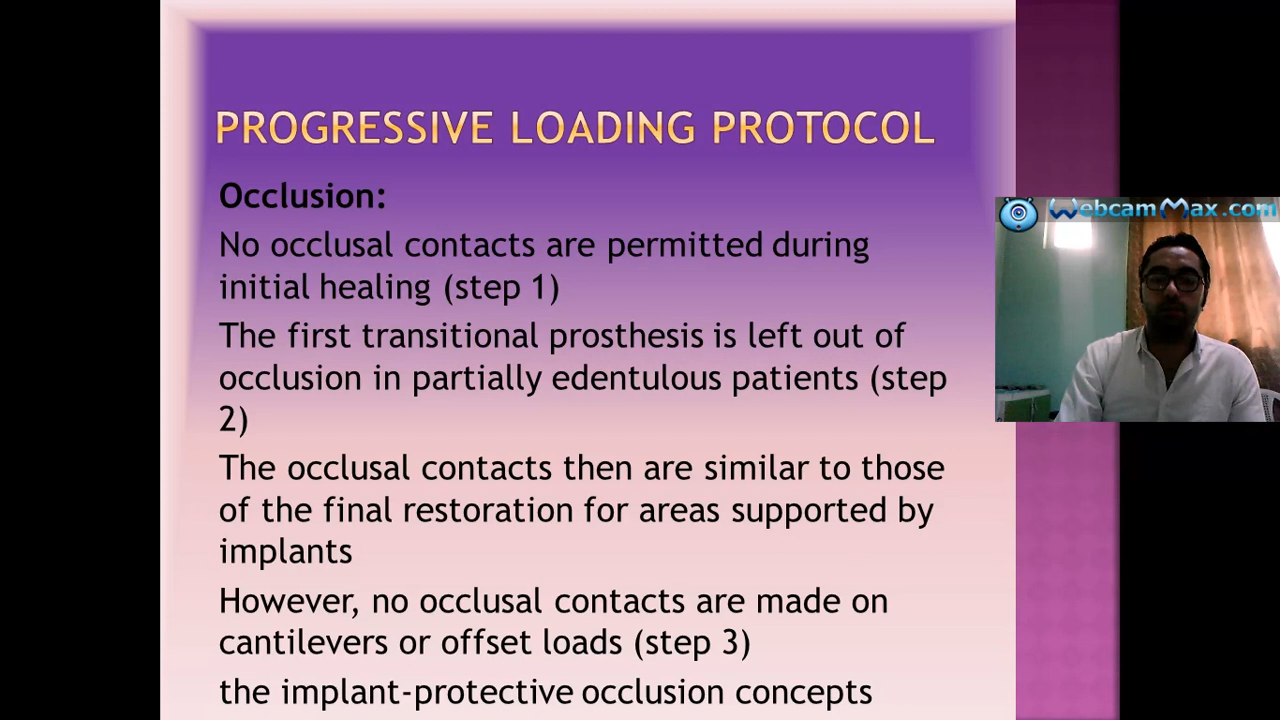 PROGRESSIVE LOADING PROTOCOL
Occlusion:
No occlusal contacts are permitted during
initial healing (step 1)
The first transitional prosthesis is left out of
occlusion in partially edentulous patients (step
2)
The occlusal contacts then are similar to those
of the final restoration for areas supported by
implants
However, no occlusal contacts are made on
cantilevers or offset loads (step 3)
the implant-protective occlusion concepts
WebcamMax.com